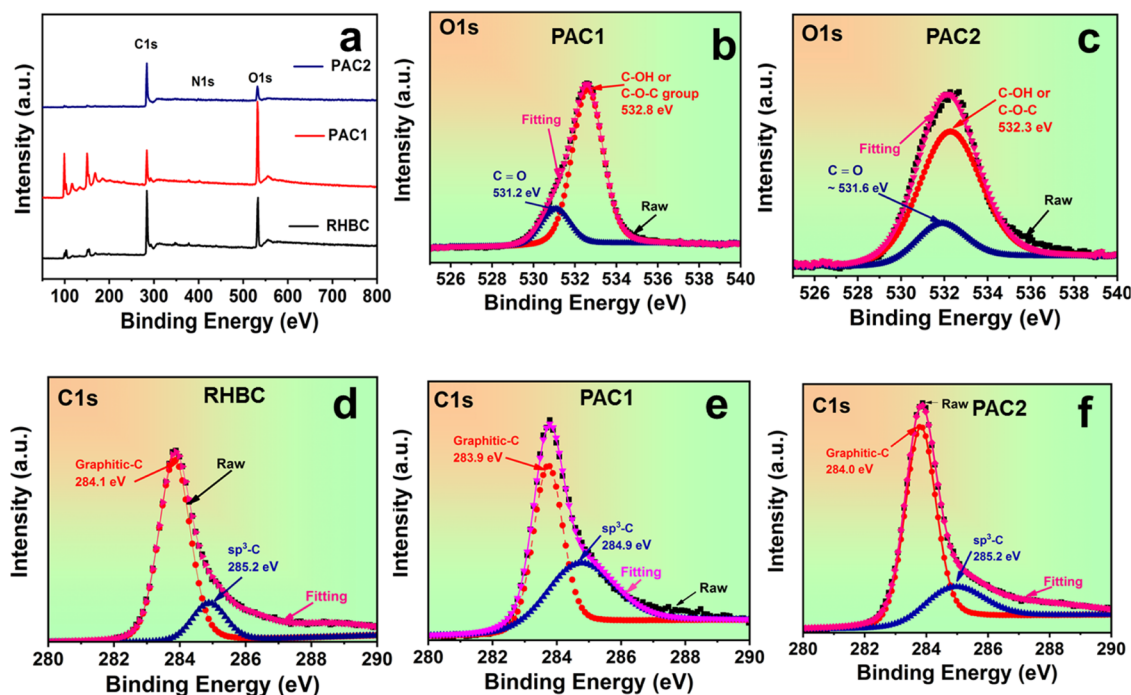 a
C1s
N1s
O1s
PAC2
PAC1
RHBC
Intensity (a.u.)
50 100 200 300 400 500 600 700 800
Binding Energy (eV)
O1s
PAC1
b
C-OH or
C-O-C group
532.8 eV
Fitting
C = O
531.2 eV
Raw
Intensity (a.u.)
526 528 530 532 534 536 538 540
Binding Energy (eV)
O1s
PAC2
c
C-OH or
C-O-C
532.3 eV
Fitting
C = O
~ 531.6 eV
Raw
Intensity (a.u.)
526 528 530 532 534 536 538 540
Binding Energy (eV)
C1s
RHBC
d
Graphitic-C
284.1 eV
Raw
sp³-C
285.2 eV
Fitting
Intensity (a.u.)
280 282 284 286 288 290
Binding Energy (eV)
C1s
PAC1
e
Graphitic-C
283.9 eV
sp³-C
284.9 eV
Fitting
Raw
Intensity (a.u.)
280 282 284 286 288 290
Binding Energy (eV)
C1s
Raw
PAC2
f
Graphitic-C
284.0 eV
sp³-C
285.2 eV
Fitting
Intensity (a.u.)
280 282 284 286 288 290
Binding Energy (eV)